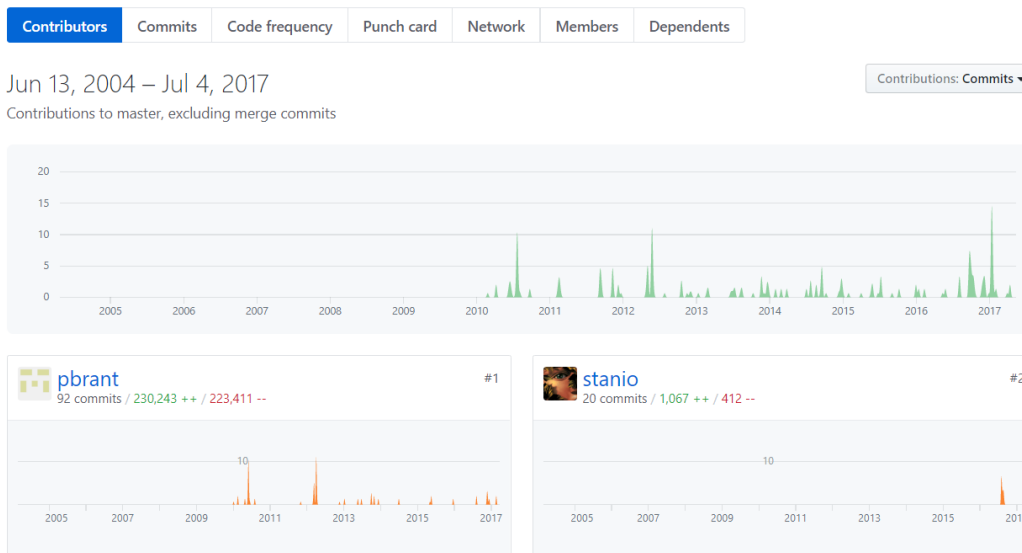 Contributors Commits Code frequency Punch card Network Members Dependents
Jun 13, 2004 – Jul 4, 2017
Contributions: Commits
Contributions to master, excluding merge commits
20
15
10
5
0
2005 2006 2007 2008 2009 2010 2011 2012 2013 2014 2015 2016 2017
pbrant #1
92 commits / 230,243 ++ / 223,411 --
10
2005 2007 2009 2011 2013 2015 2017
stanio #2
20 commits / 1,067 ++ / 412 --
10
2005 2007 2009 2011 2013 2015 201